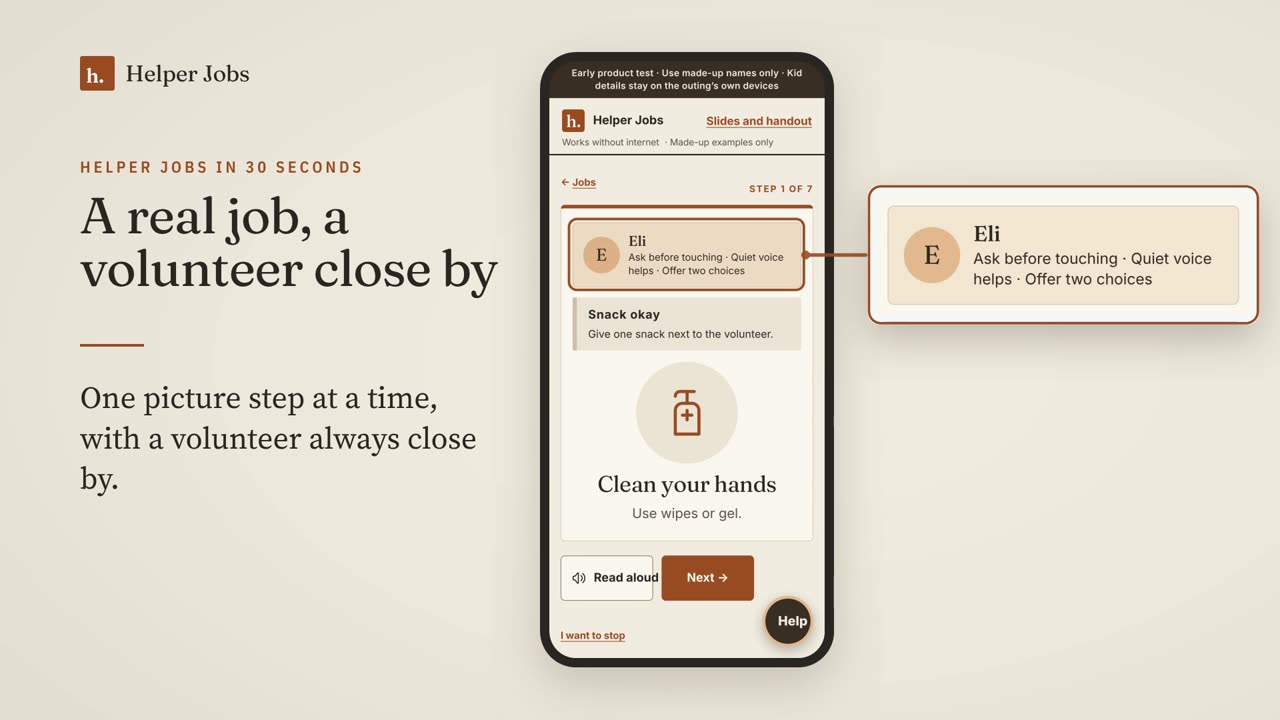 h. Helper Jobs
HELPER JOBS IN 30 SECONDS
A real job, a
volunteer close by
One picture step at a time,
with a volunteer always close
by.
Early product test · Use made-up names only · Kid
details stay on the outing's own devices
h. Helper Jobs Slides and handout
Works without internet · Made-up examples only
← Jobs
STEP 1 OF 7
E
Eli
Ask before touching · Quiet voice
helps · Offer two choices
Snack okay
Give one snack next to the volunteer.
Clean your hands
Use wipes or gel.
Read aloud
Next →
Help
I want to stop
E
Eli
Ask before touching · Quiet voice
helps · Offer two choices